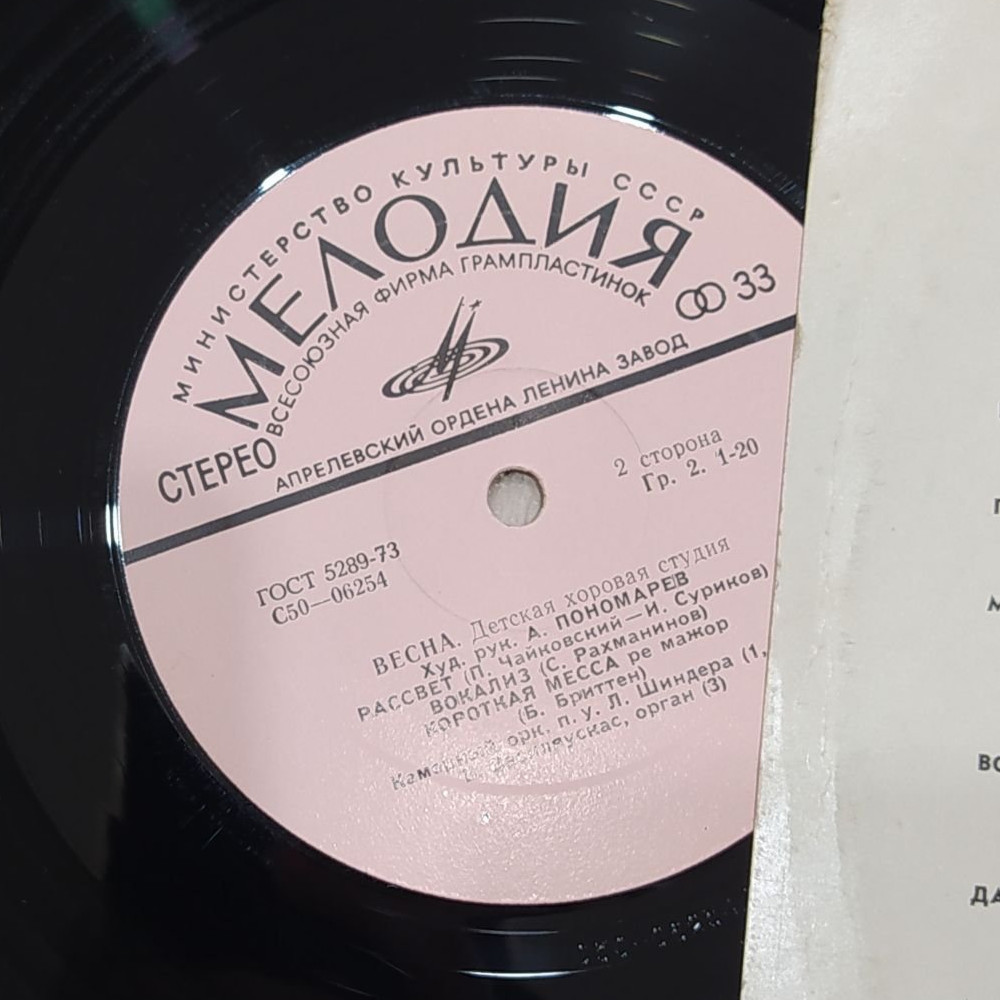 МИНИСТЕРСТВО КУЛЬТУРЫ СССР
МЕЛОДИЯ
ВСЕСОЮЗНАЯ ФИРМА ГРАМПЛАСТИНОК
33
СТЕРЕО
АПРЕЛЕВСКИЙ ОРДЕНА ЛЕНИНА ЗАВОД
2 сторона
Гр. 2. 1-20
ГОСТ 5289-73
С50—06254
ВЕСНА. Детская хоровая студия
Худ. рук. А. ПОНОМАРЕВ
РАССВЕТ (П. Чайковский—И. Суриков)
ВОКАЛИЗ (С. Рахманинов)
КОРОТКАЯ МЕССА ре мажор
(Б. Бриттен)
Камерный орк. п. у. Л. Шиндера (1,
орган (3)